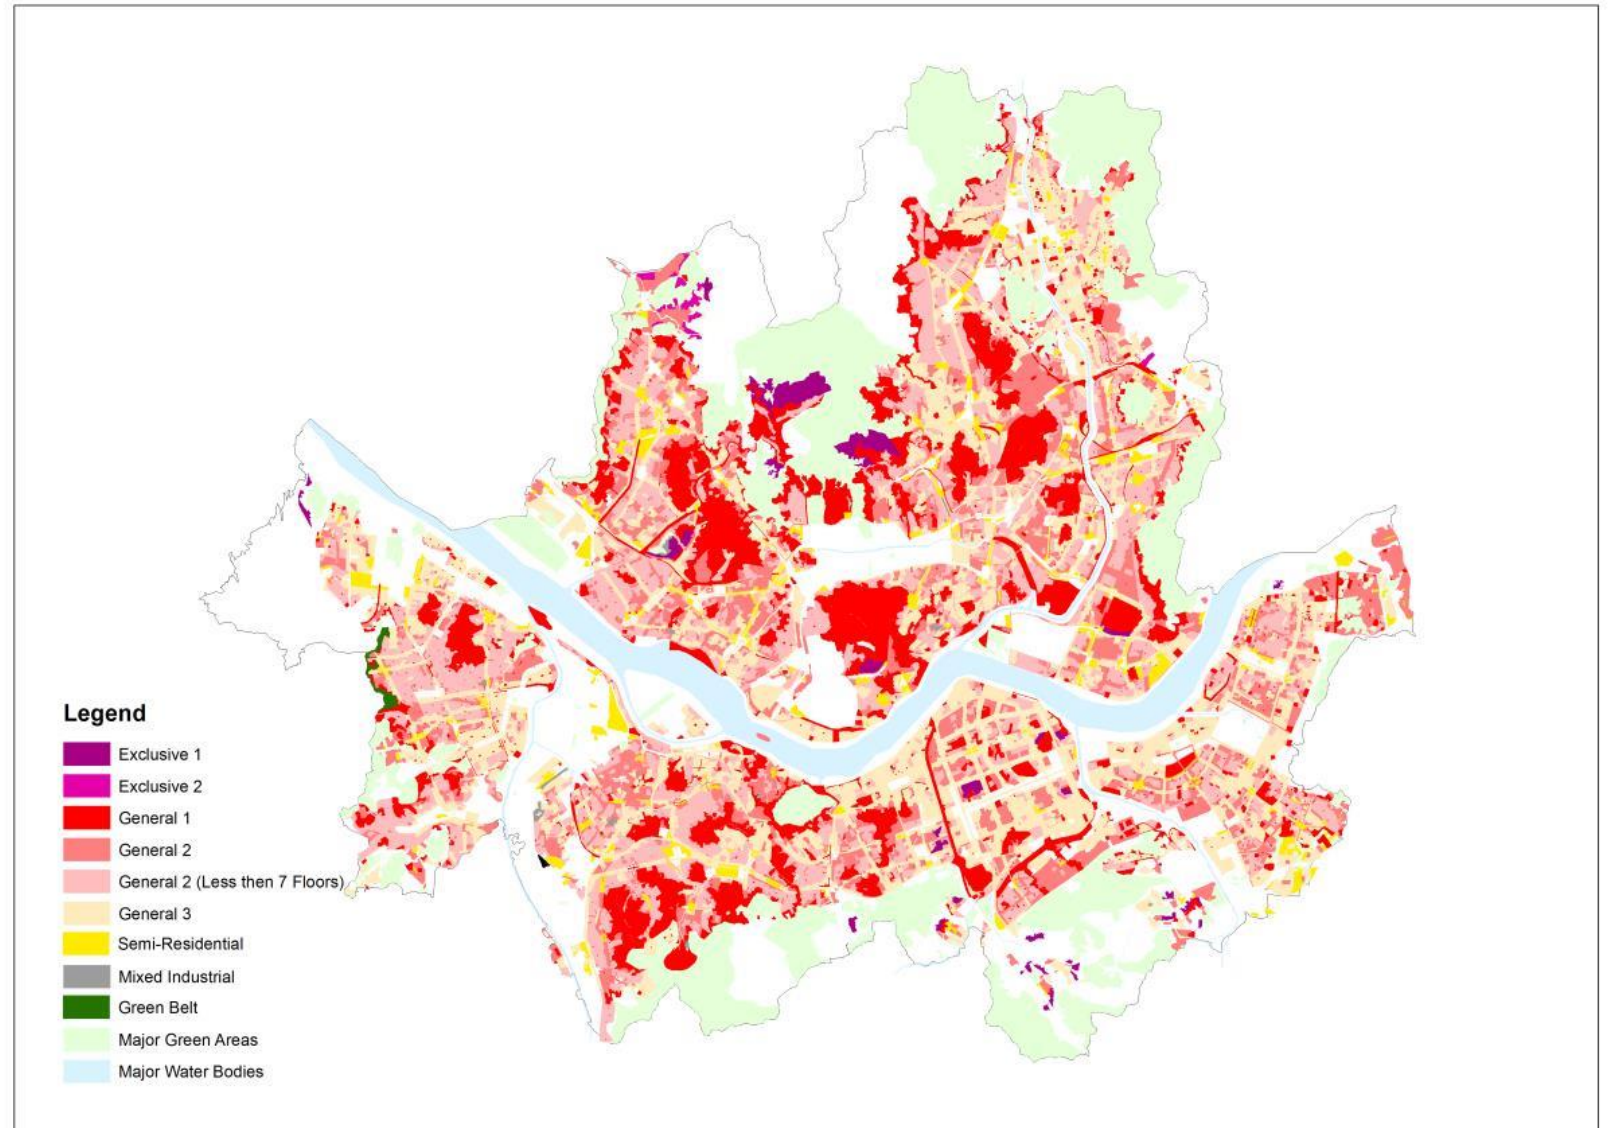 Legend
Exclusive 1
Exclusive 2
General 1
General 2
General 2 (Less then 7 Floors)
General 3
Semi-Residential
Mixed Industrial
Green Belt
Major Green Areas
Major Water Bodies